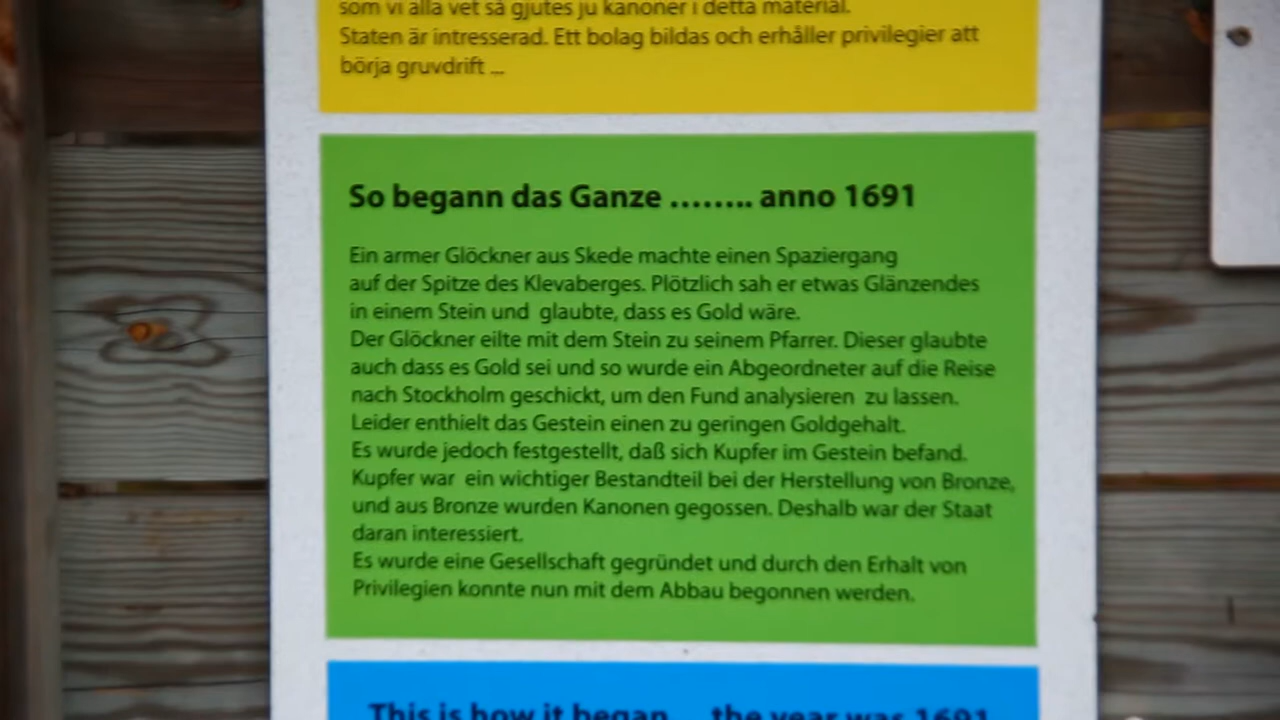 som vi alla vet så gjutes ju kanoner i detta material.
Staten är intresserad. Ett bolag bildas och erhåller privilegier att
börja gruvdrift ...
So begann das Ganze ........ anno 1691
Ein armer Glöckner aus Skede machte einen Spaziergang
auf der Spitze des Klevaberges. Plötzlich sah er etwas Glänzendes
in einem Stein und  glaubte, dass es Gold wäre.
Der Glöckner eilte mit dem Stein zu seinem Pfarrer. Dieser glaubte
auch dass es Gold sei und so wurde ein Abgeordneter auf die Reise
nach Stockholm geschickt, um den Fund analysieren  zu lassen.
Leider enthielt das Gestein einen zu geringen Goldgehalt.
Es wurde jedoch festgestellt, daß sich Kupfer im Gestein befand.
Kupfer war  ein wichtiger Bestandteil bei der Herstellung von Bronze,
und aus Bronze wurden Kanonen gegossen. Deshalb war der Staat
daran interessiert.
Es wurde eine Gesellschaft gegründet und durch den Erhalt von
Privilegien konnte nun mit dem Abbau begonnen werden.
This is how it began ... the year was 1691